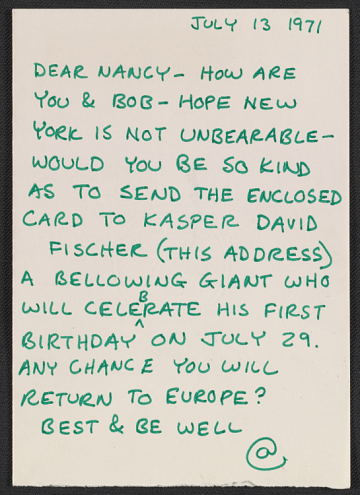 JULY 13 1971
DEAR NANCY- HOW ARE
YOU & BOB- HOPE NEW
YORK IS NOT UNBEARABLE-
WOULD YOU BE SO KIND
AS TO SEND THE ENCLOSED
CARD TO KASPER DAVID
FISCHER (THIS ADDRESS)
A BELLOWING GIANT WHO
WILL CELEBRATE HIS FIRST
BIRTHDAY ON JULY 29.
ANY CHANCE YOU WILL
RETURN TO EUROPE?
BEST & BE WELL
@